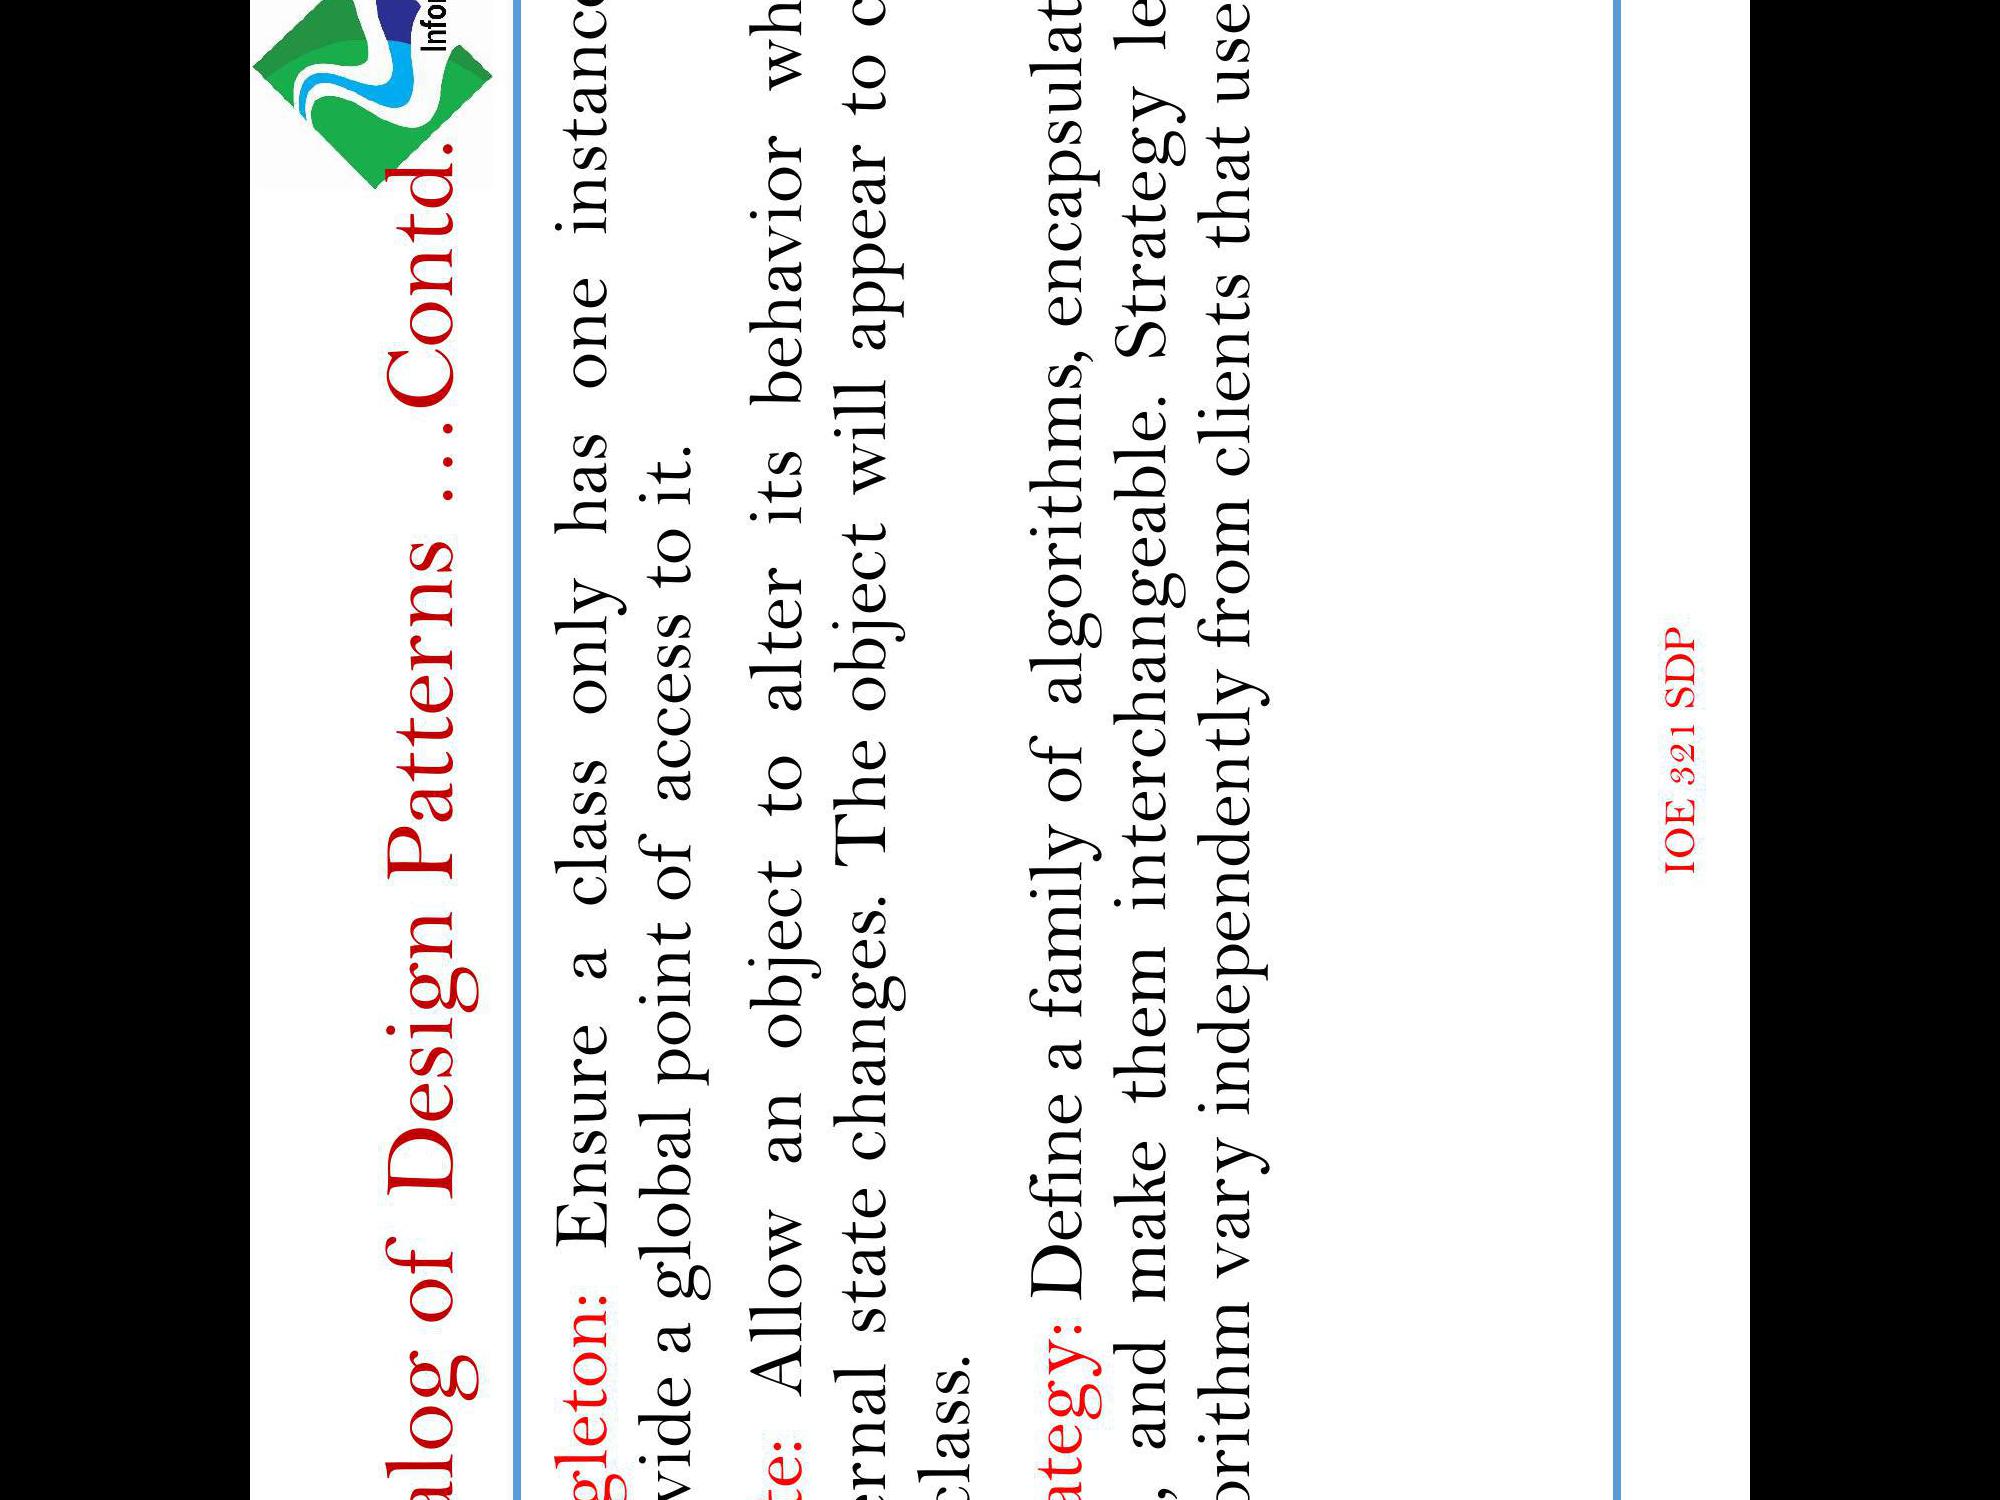 alog of Design Patterns …Contd.
Infor
gleton: Ensure a class only has one instance
vide a global point of access to it.
te: Allow an object to alter its behavior wh
ernal state changes. The object will appear to c
class.
ategy: Define a family of algorithms, encapsulat
, and make them interchangeable. Strategy le
orithm vary independently from clients that use
IOE 321 SDP